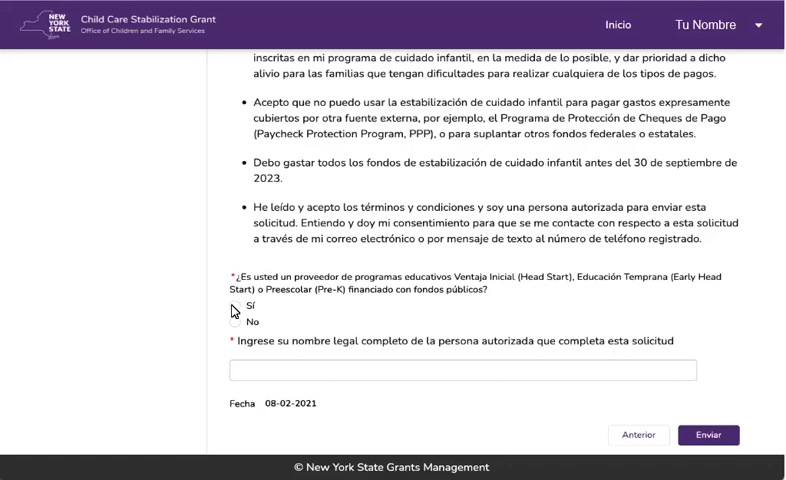 NEW
YORK
STATE
Child Care Stabilization Grant
Office of Children and Family Services
Inicio
Tu Nombre
inscritas en mi programa de cuidado infantil, en la medida de lo posible, y dar prioridad a dicho
alivio para las familias que tengan dificultades para realizar cualquiera de los tipos de pagos.
• Acepto que no puedo usar la estabilización de cuidado infantil para pagar gastos expresamente
cubiertos por otra fuente externa, por ejemplo, el Programa de Protección de Cheques de Pago
(Paycheck Protection Program, PPP), o para suplantar otros fondos federales o estatales.
• Debo gastar todos los fondos de estabilización de cuidado infantil antes del 30 de septiembre de
2023.
• He leído y acepto los términos y condiciones y soy una persona autorizada para enviar esta
solicitud. Entiendo y doy mi consentimiento para que se me contacte con respecto a esta solicitud
a través de mi correo electrónico o por mensaje de texto al número de teléfono registrado.
*¿Es usted un proveedor de programas educativos Ventaja Inicial (Head Start), Educación Temprana (Early Head
Start) o Preescolar (Pre-K) financiado con fondos públicos?
Sí
No
* Ingrese su nombre legal completo de la persona autorizada que completa esta solicitud
Fecha 08-02-2021
Anterior
Enviar
© New York State Grants Management